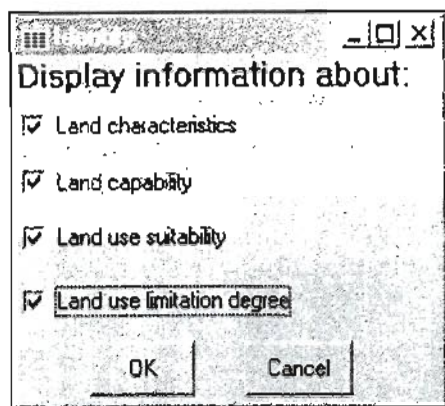 Display information about:
Land characteristics
Land capability
Land use suitability
Land use limitation degree
OK
Cancel